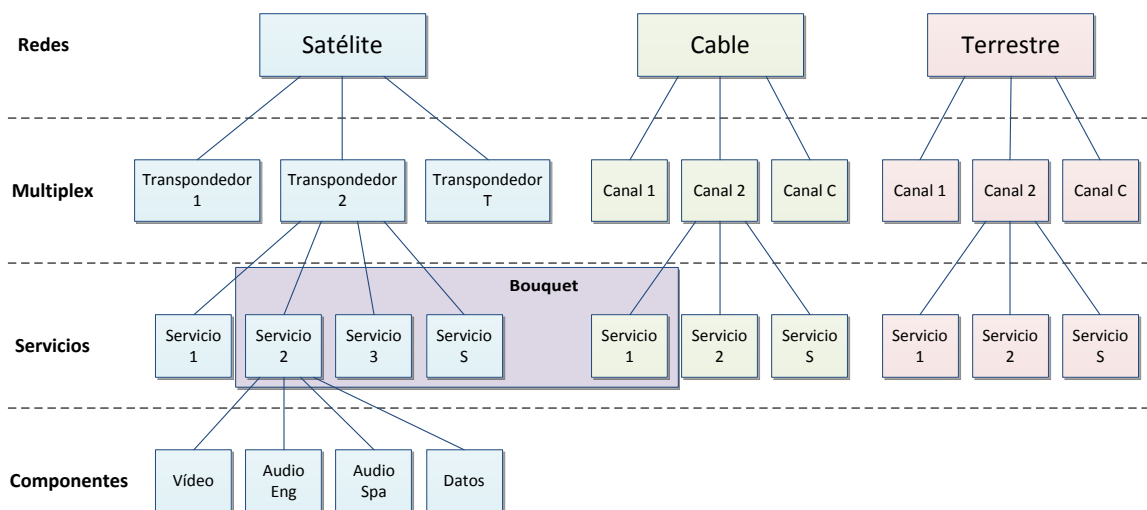 Redes
Satélite
Cable
Terrestre
Multiplex
Transpondedor
1
Transpondedor
2
Transpondedor
T
Canal 1
Canal 2
Canal C
Canal 1
Canal 2
Canal C
Bouquet
Servicios
Servicio
1
Servicio
2
Servicio
3
Servicio
S
Servicio
1
Servicio
2
Servicio
S
Servicio
1
Servicio
2
Servicio
S
Componentes
Vídeo
Audio
Eng
Audio
Spa
Datos